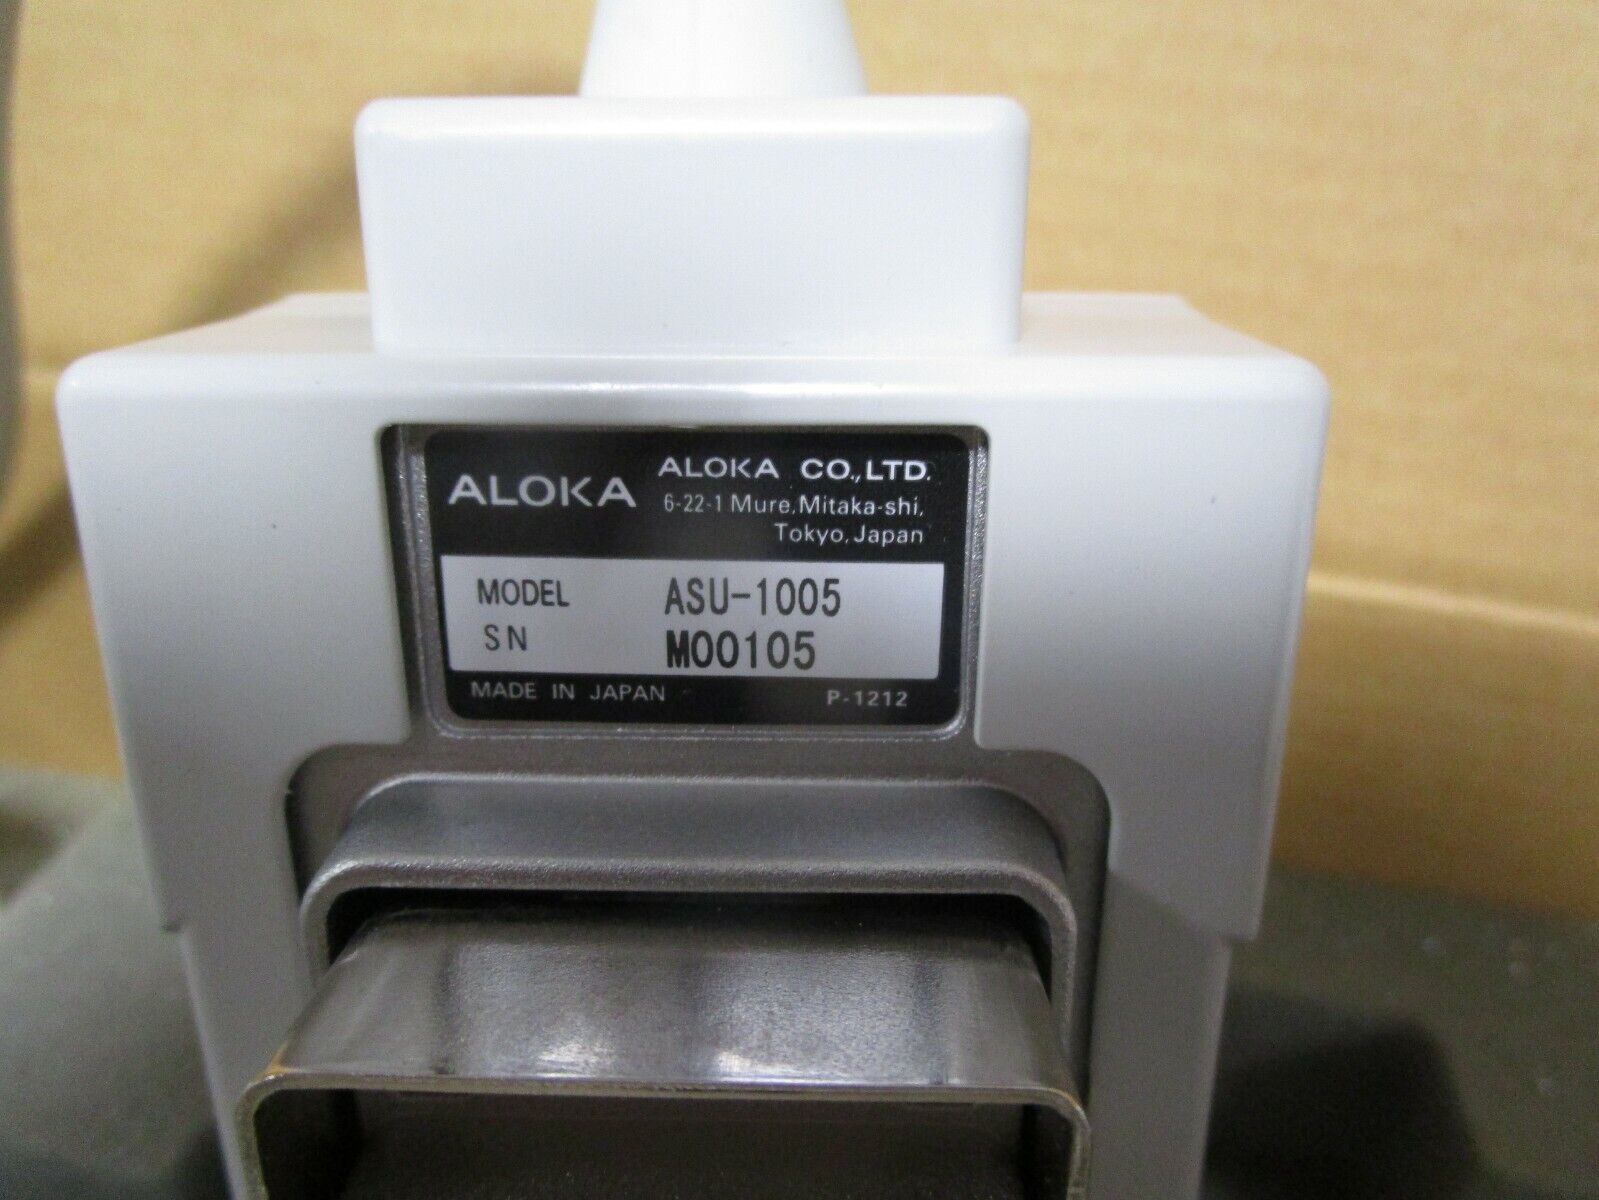 ALOKA
ALOKA CO.,LTD.
6-22-1 Mure, Mitaka-shi,
Tokyo, Japan
MODEL ASU-1005
SN M00105
MADE IN JAPAN P-1212